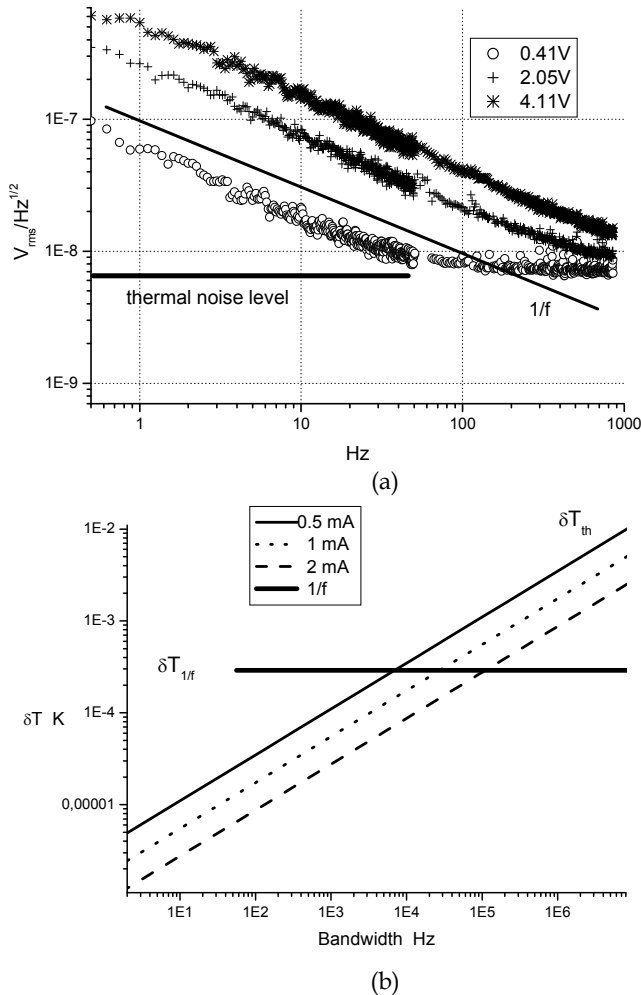 1E-7
1E-8
1E-9
V_rms/Hz^1/2
0.41V
2.05V
4.11V
thermal noise level
1/f
1
10
100
1000
Hz
(a)
0.5 mA
1 mA
2 mA
1/f
δT_th
δT_1/f
1E-2
1E-3
1E-4
0,00001
δT K
1E1
1E2
1E3
1E4
1E5
1E6
Bandwidth Hz
(b)